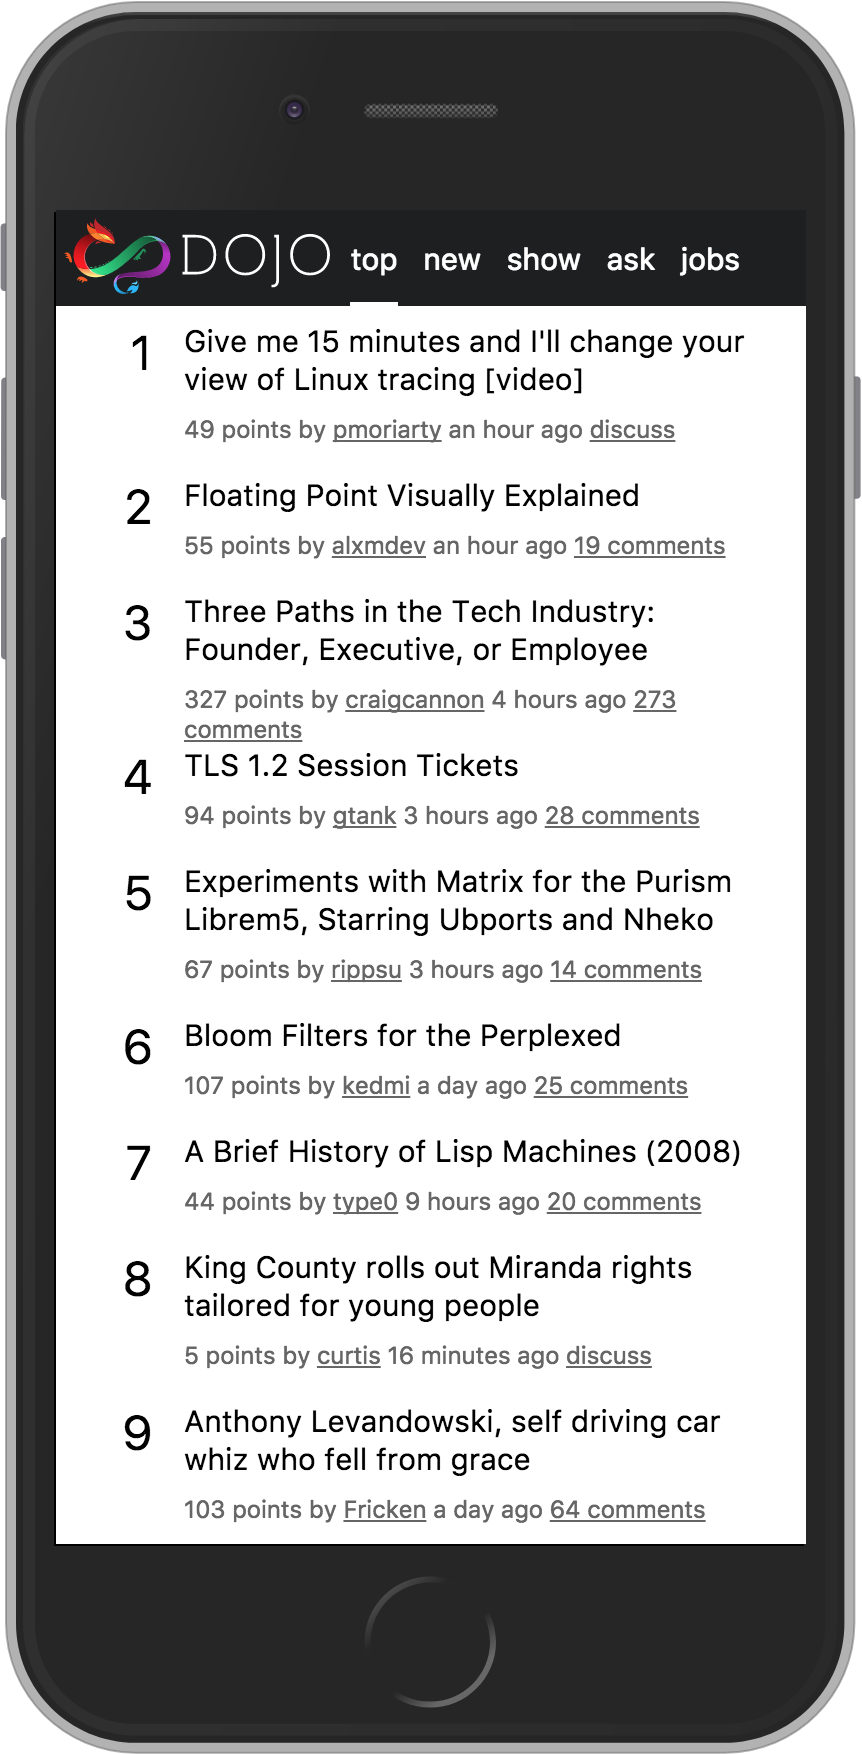 DOJO top new show ask jobs
1 Give me 15 minutes and I'll change your
view of Linux tracing [video]
49 points by pmoriarty an hour ago discuss
2 Floating Point Visually Explained
55 points by alxmdev an hour ago 19 comments
3 Three Paths in the Tech Industry:
Founder, Executive, or Employee
327 points by craigcannon 4 hours ago 273
comments
4 TLS 1.2 Session Tickets
94 points by gtank 3 hours ago 28 comments
5 Experiments with Matrix for the Purism
Librem5, Starring Ubports and Nheko
67 points by rippsu 3 hours ago 14 comments
6 Bloom Filters for the Perplexed
107 points by kedmi a day ago 25 comments
7 A Brief History of Lisp Machines (2008)
44 points by type0 9 hours ago 20 comments
8 King County rolls out Miranda rights
tailored for young people
5 points by curtis 16 minutes ago discuss
9 Anthony Levandowski, self driving car
whiz who fell from grace
103 points by Fricken a day ago 64 comments